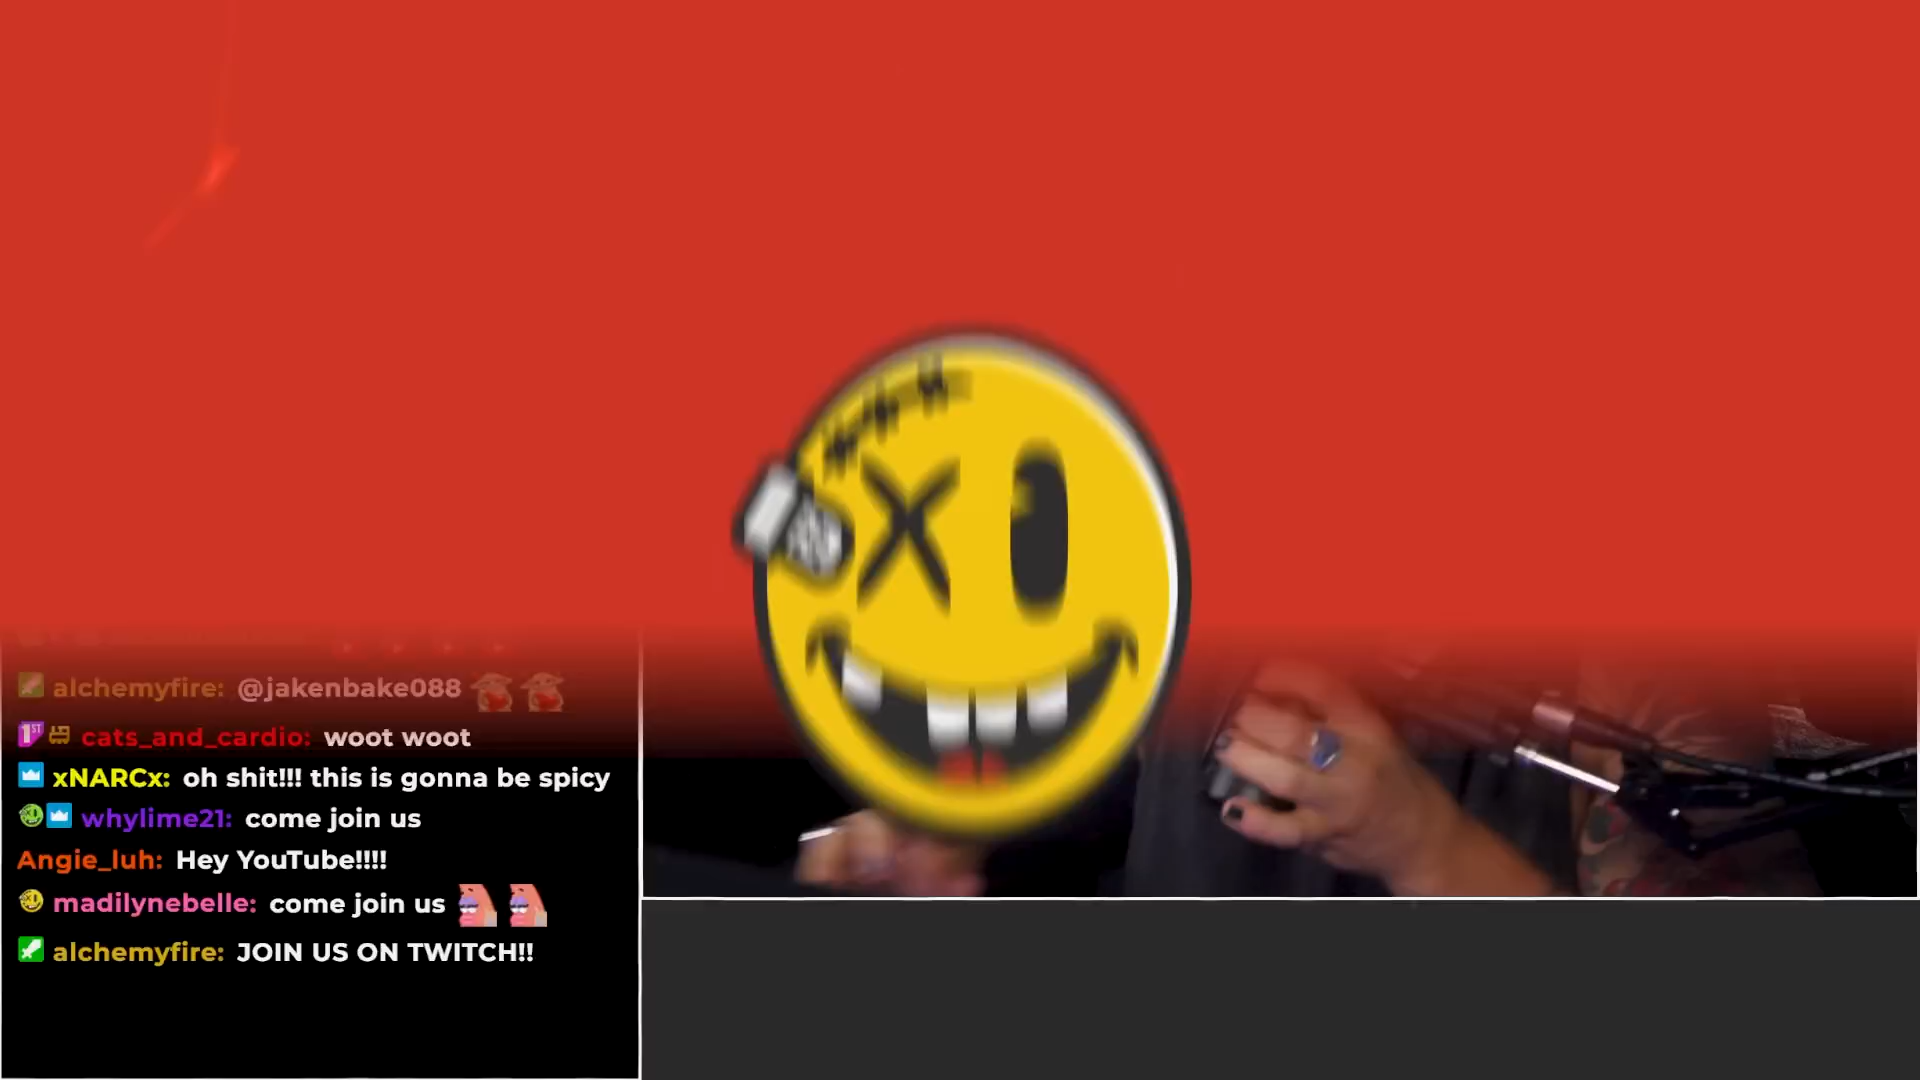 alchemyfire: @jakenbake088
1ST cats_and_cardio: woot woot
xNARCx: oh shit!!! this is gonna be spicy
whylime21: come join us
Angie_luh: Hey YouTube!!!!
madilynebelle: come join us
alchemyfire: JOIN US ON TWITCH!!